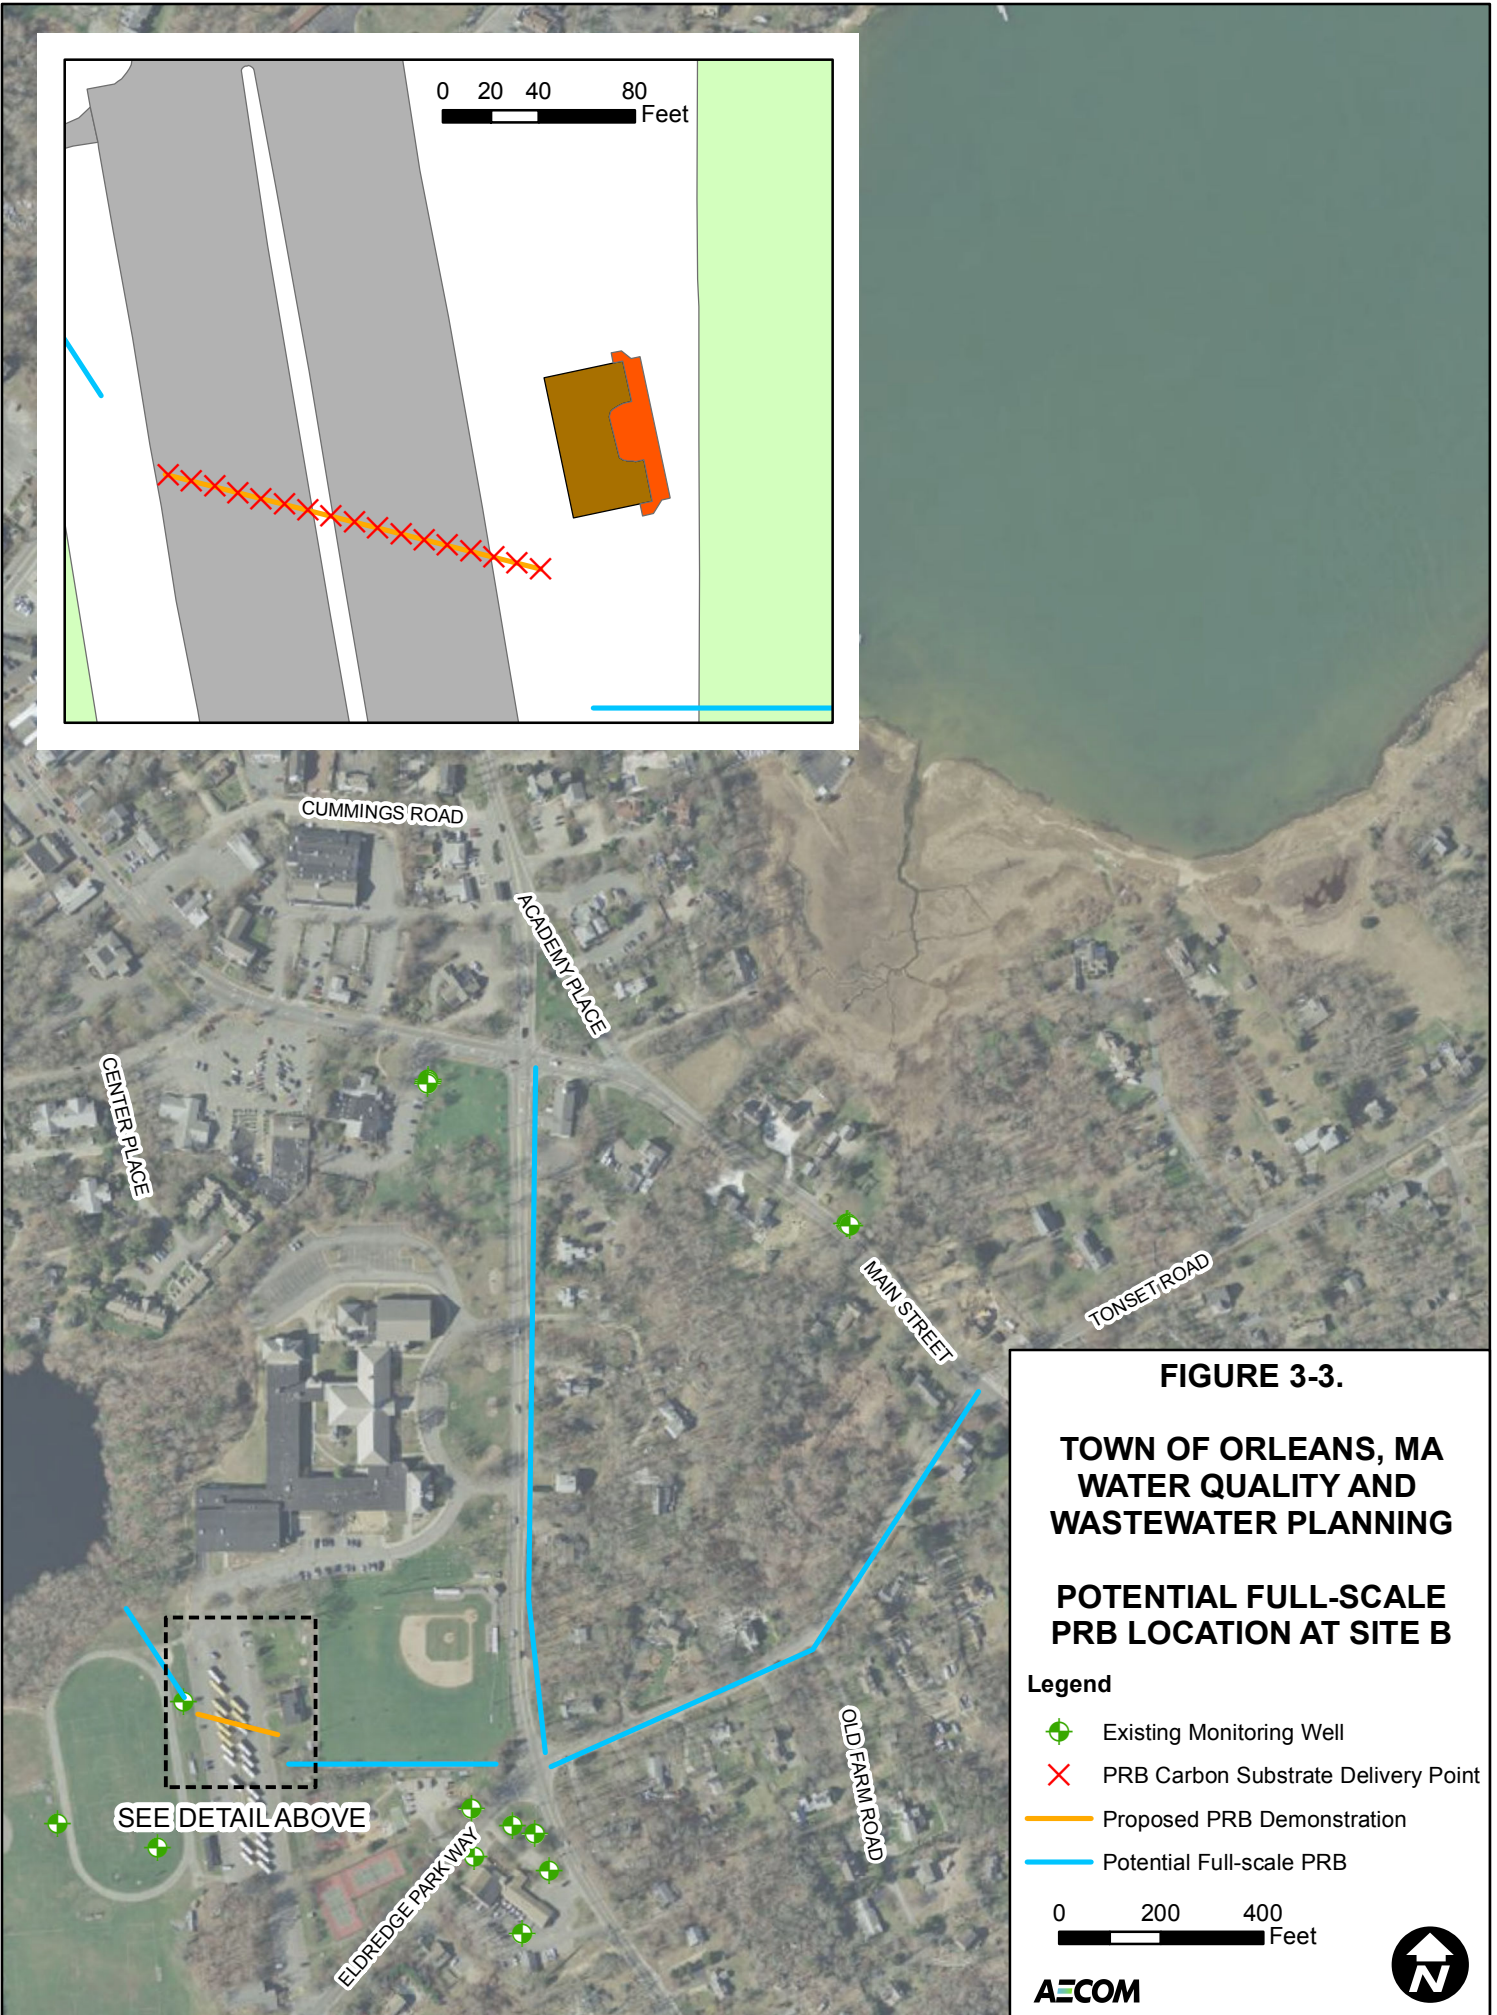 0 20 40 80
Feet
CUMMINGS ROAD
ACADEMY PLACE
CENTER PLACE
MAIN STREET
TONSET ROAD
OLD FARM ROAD
SEE DETAIL ABOVE
ELDREDGE PARK WAY
FIGURE 3-3.
TOWN OF ORLEANS, MA
WATER QUALITY AND
WASTEWATER PLANNING
POTENTIAL FULL-SCALE
PRB LOCATION AT SITE B
Legend
Existing Monitoring Well
PRB Carbon Substrate Delivery Point
Proposed PRB Demonstration
Potential Full-scale PRB
0 200 400
Feet
AECOM
N